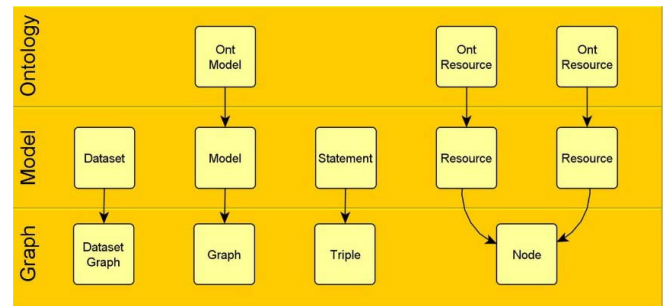 Ontology
Ont
Model
Ont
Resource
Ont
Resource
Model
Dataset
Model
Statement
Resource
Resource
Graph
Dataset
Graph
Graph
Triple
Node